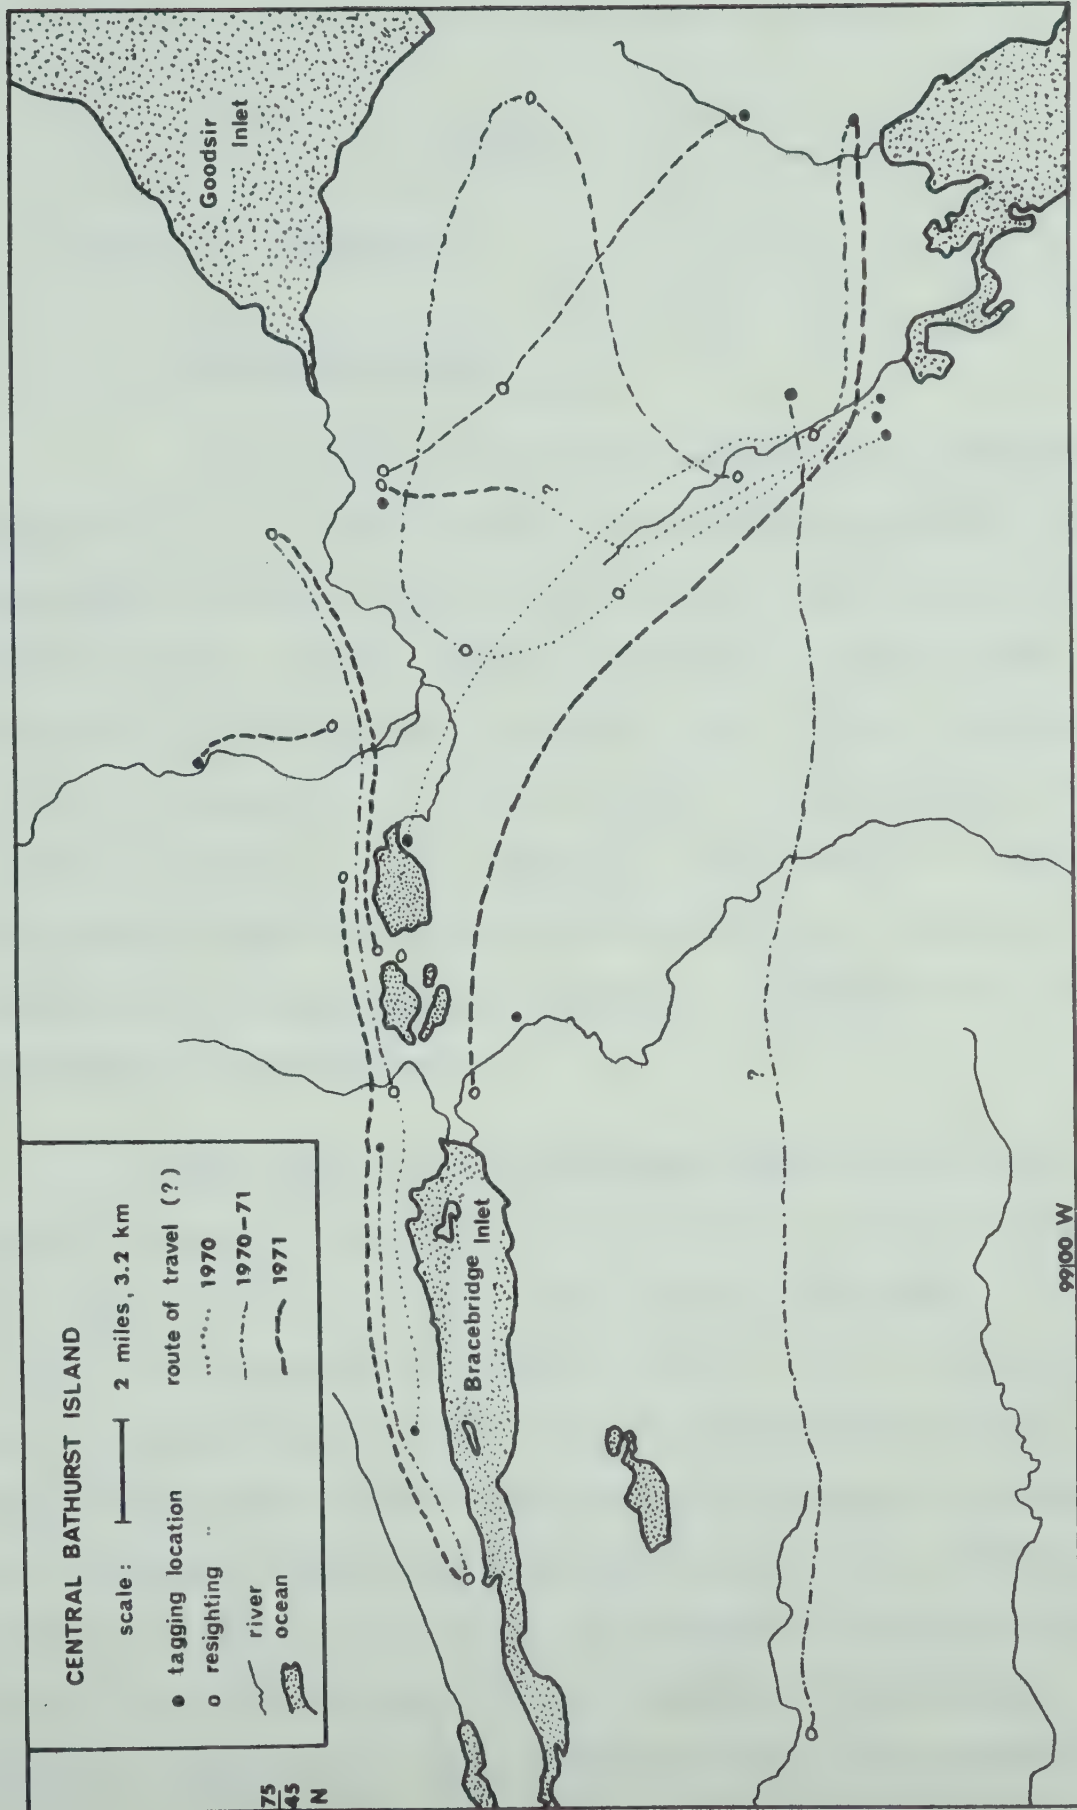 CENTRAL BATHURST ISLAND
scale: 2 miles, 3.2 km
tagging location
resighting "
river
ocean
route of travel (?)
1970
1970-71
1971
75
45
N
Goodsir
Inlet
Bracebridge
Inlet
?
?
99|00 W